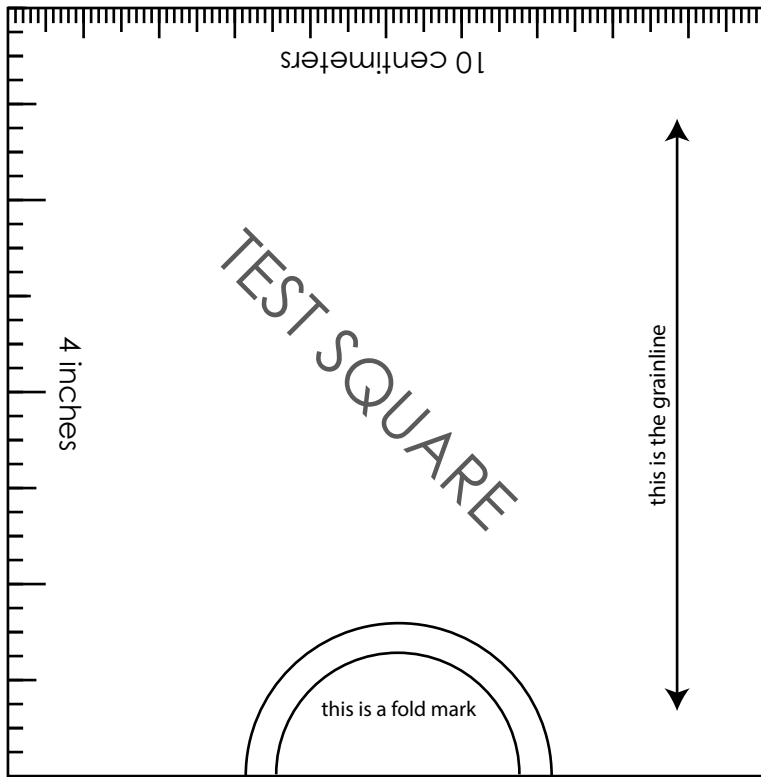 10 centimeters
TEST SQUARE
4 inches
this is the grainline
this is a fold mark